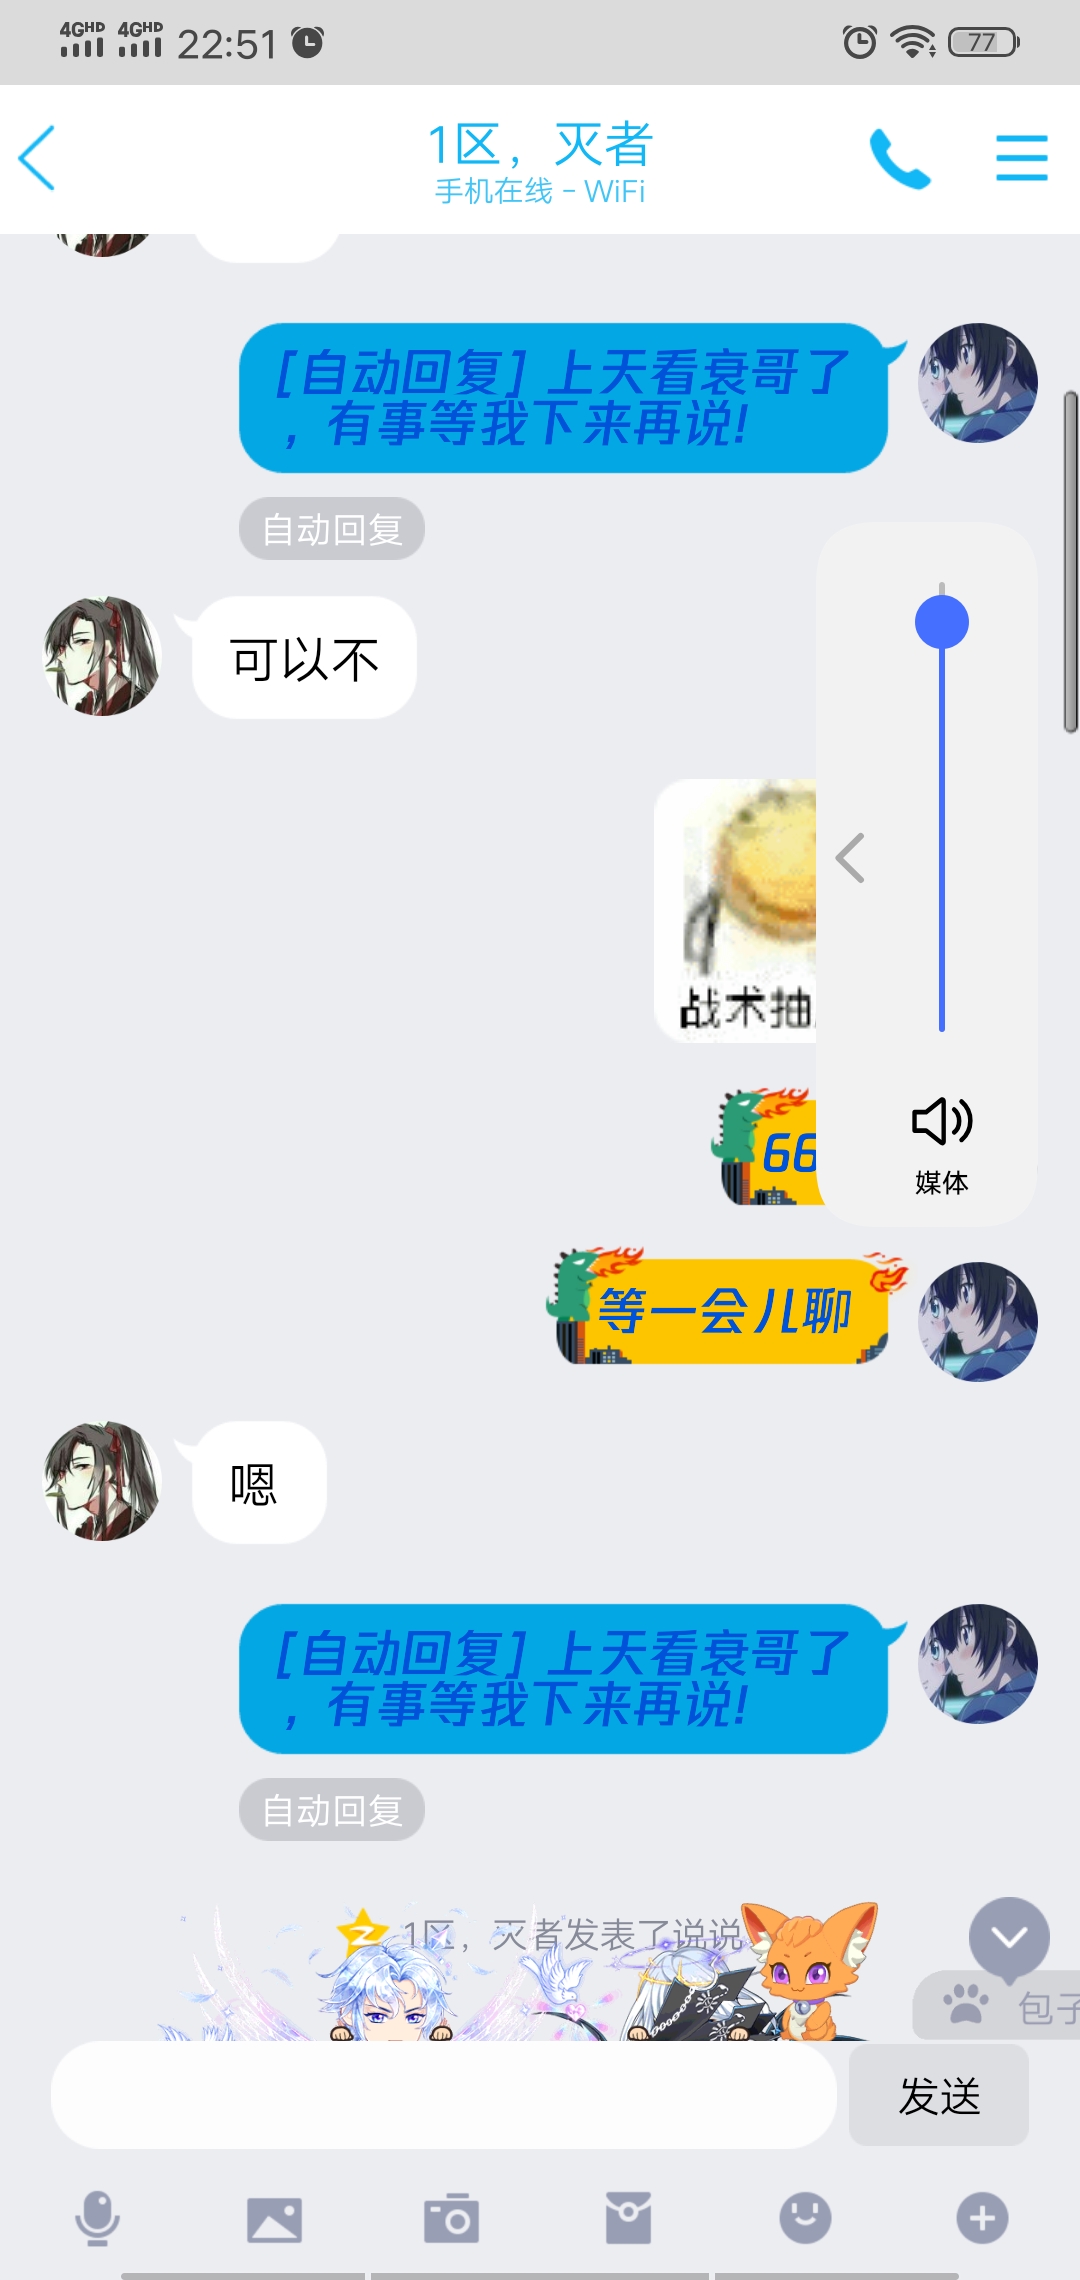 4GHD 4GHD 22:51
77
1区，灭者
手机在线 - WiFi
[自动回复] 上天看衰哥了
，有事等我下来再说!
自动回复
可以不
战术抽
66
等一会儿聊
嗯
[自动回复] 上天看衰哥了
，有事等我下来再说!
自动回复
1区，灭者发表了说说
包子
发送
媒体